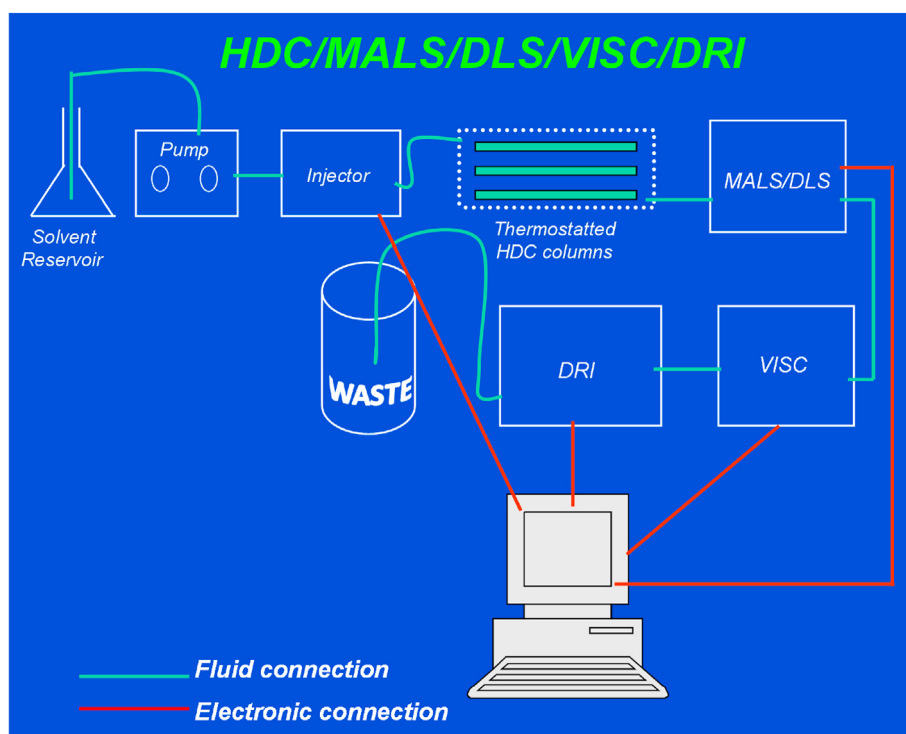 HDC/MALS/DLS/VISC/DRI
Pump
Injector
MALS/DLS
Solvent
Reservoir
Thermostatted
HDC columns
WASTE
DRI
VISC
Fluid connection
Electronic connection